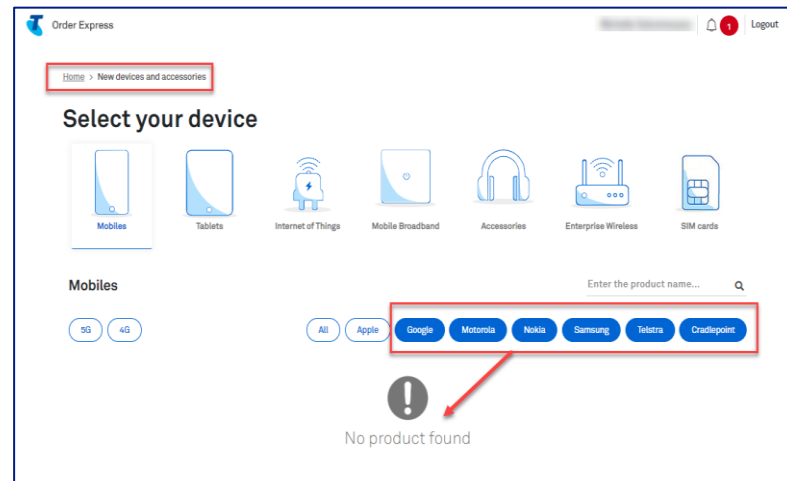 Order Express
1
Logout
Home > New devices and accessories
Select your device
Mobiles
Tablets
Internet of Things
Mobile Broadband
Accessories
Enterprise Wireless
SIM cards
Mobiles
Enter the product name...
5G
4G
All
Apple
Google
Motorola
Nokia
Samsung
Telstra
Cradlepoint
No product found